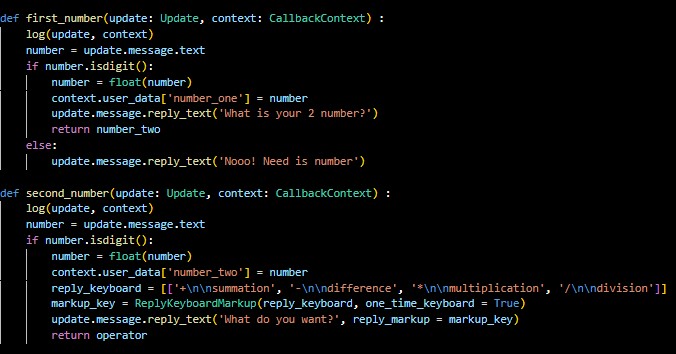 def first_number(update: Update, context: CallbackContext) :
    log(update, context)
    number = update.message.text
    if number.isdigit():
        number = float(number)
        context.user_data['number_one'] = number
        update.message.reply_text('What is your 2 number?')
        return number_two
    else:
        update.message.reply_text('Nooo! Need is number')
def second_number(update: Update, context: CallbackContext) :
    log(update, context)
    number = update.message.text
    if number.isdigit():
        number = float(number)
        context.user_data['number_two'] = number
        reply_keyboard = [['+\n\nsummation', '-\n\ndifference', '*\n\nmultiplication', '/\n\ndivision']]
        markup_key = ReplyKeyboardMarkup(reply_keyboard, one_time_keyboard = True)
        update.message.reply_text('What do you want?', reply_markup = markup_key)
        return operator